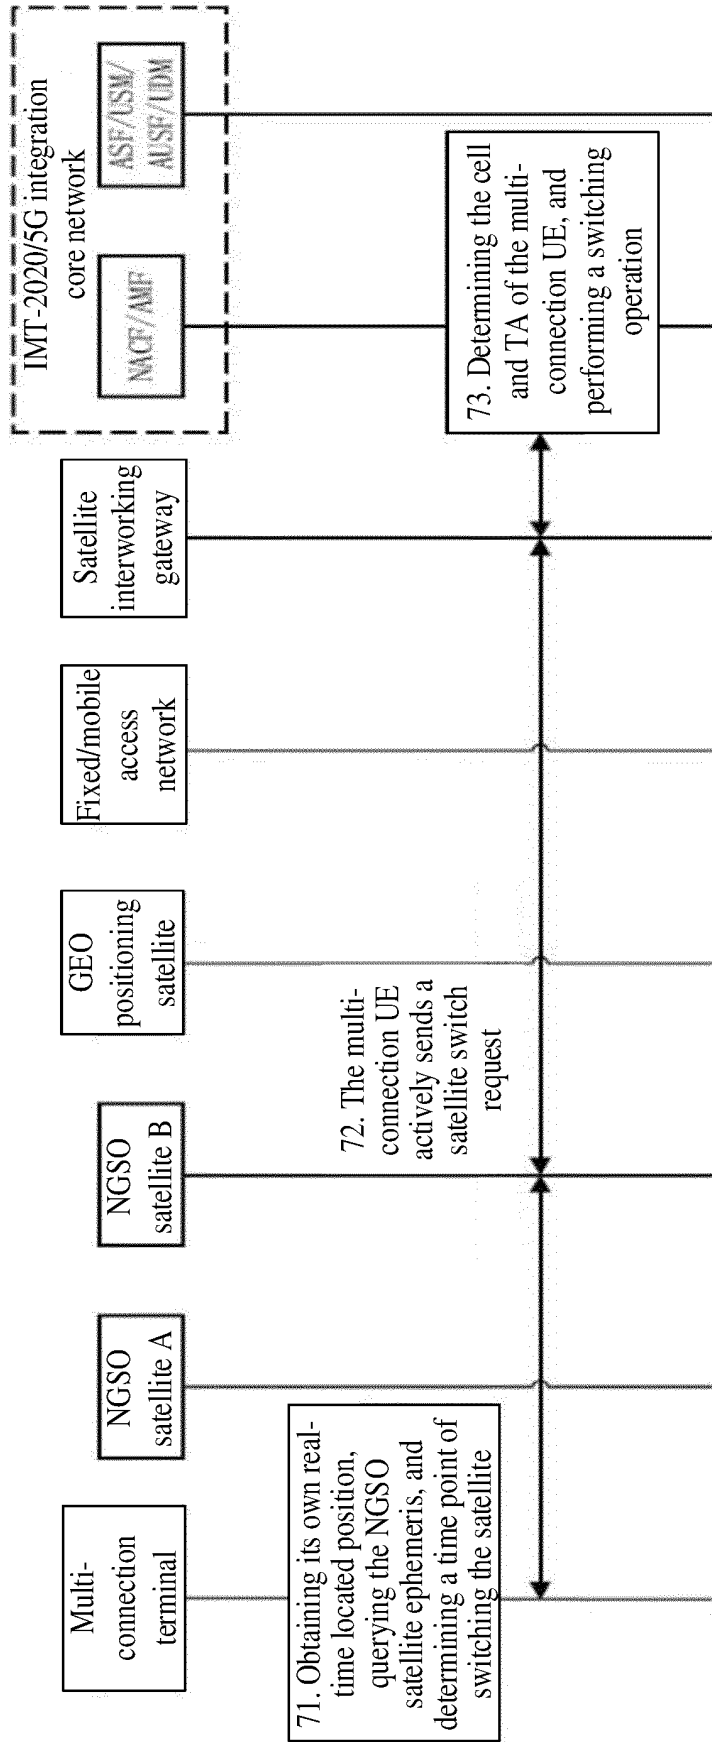 Multi-
connection
terminal
NGSO
satellite A
NGSO
satellite B
GEO
positioning
satellite
Fixed/mobile
access
network
Satellite
interworking
gateway
IMT-2020/5G integration
core network
NACF/AMF
ASF/USM/
AUSF/UDM
71. Obtaining its own real-
time located position,
querying the NGSO
satellite ephemeris, and
determining a time point of
switching the satellite
72. The multi-
connection UE
actively sends a
satellite switch
request
73. Determining the cell
and TA of the multi-
connection UE, and
performing a switching
operation